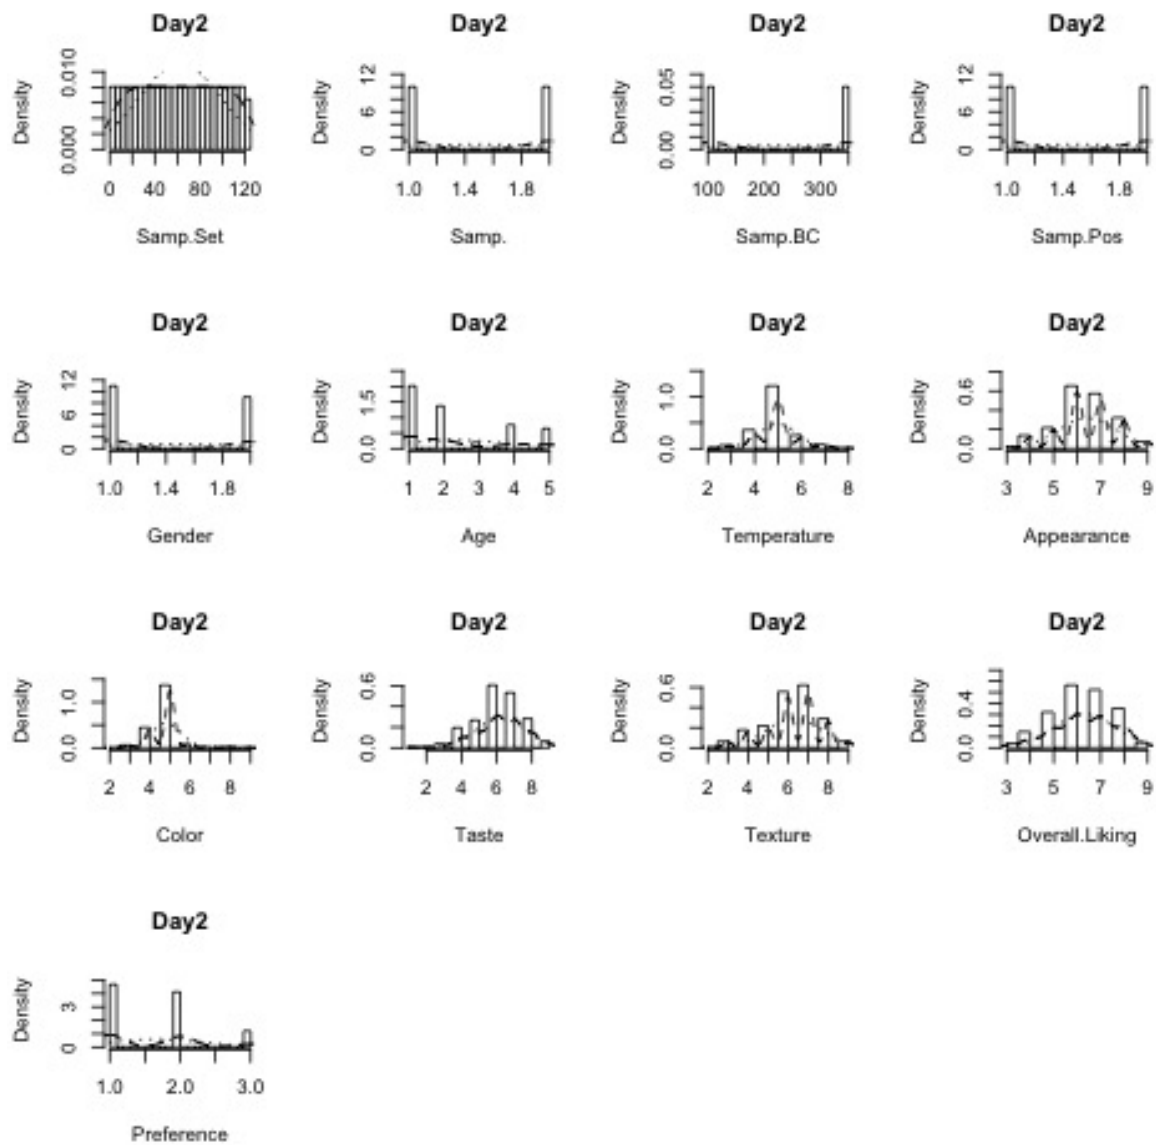 Day2 Day2 Day2 Day2
Density 0.000 0.010 Density 0 6 12 Density 0.00 0.05 Density 0 6 12
0 40 80 120 1.0 1.4 1.8 100 200 300 1.0 1.4 1.8
Samp.Set Samp. Samp.BC Samp.Pos
Day2 Day2 Day2 Day2
Density 0 6 12 Density 0.0 1.5 Density 0.0 1.0 Density 0.0 0.6
1.0 1.4 1.8 1 2 3 4 5 2 4 6 8 3 5 7 9
Gender Age Temperature Appearance
Day2 Day2 Day2 Day2
Density 0.0 1.0 Density 0.0 0.6 Density 0.0 0.6 Density 0.0 0.4
2 4 6 8 2 4 6 8 2 4 6 8 3 5 7 9
Color Taste Texture Overall.Liking
Day2
Density 0 3
1.0 2.0 3.0
Preference